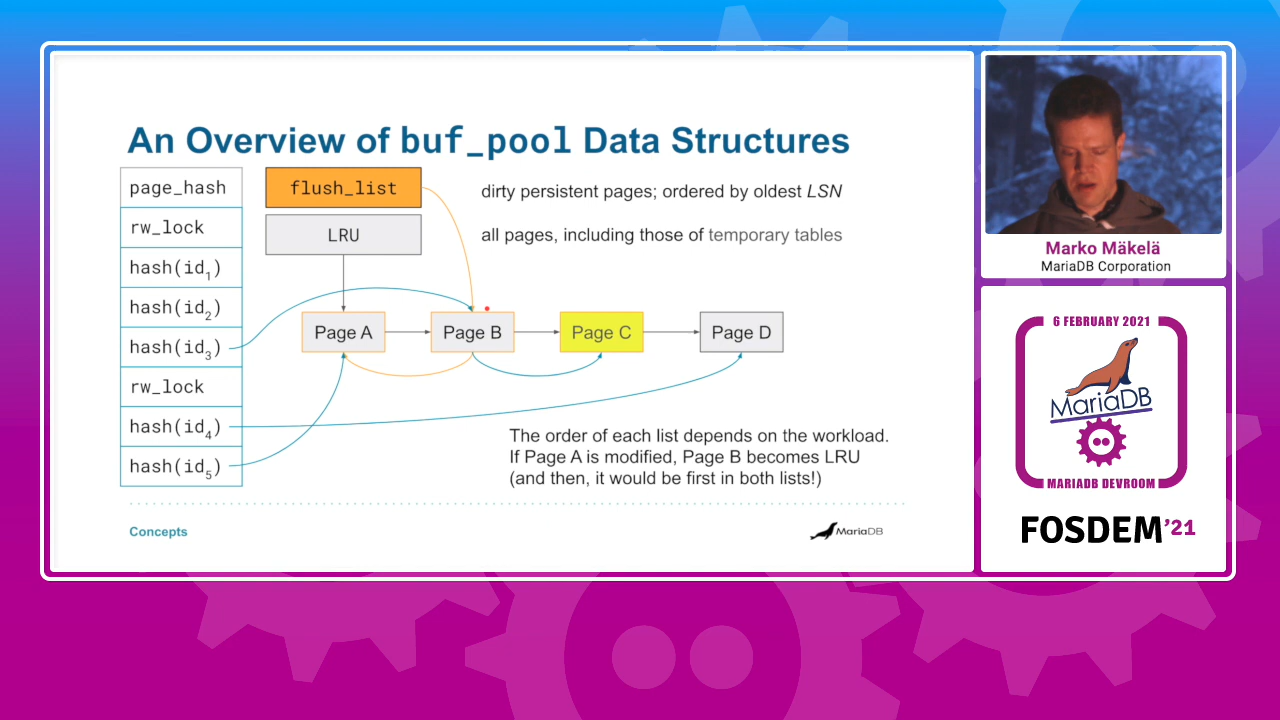 An Overview of buf_pool Data Structures
page_hash
rw_lock
hash(id1)
hash(id2)
hash(id3)
rw_lock
hash(id4)
hash(id5)
flush_list
LRU
dirty persistent pages; ordered by oldest LSN
all pages, including those of temporary tables
Page A
Page B
Page C
Page D
The order of each list depends on the workload.
If Page A is modified, Page B becomes LRU
(and then, it would be first in both lists!)
Concepts
MariaDB
Marko Mäkelä
MariaDB Corporation
6 FEBRUARY 2021
MariaDB
MARIADB DEVROOM
FOSDEM'21